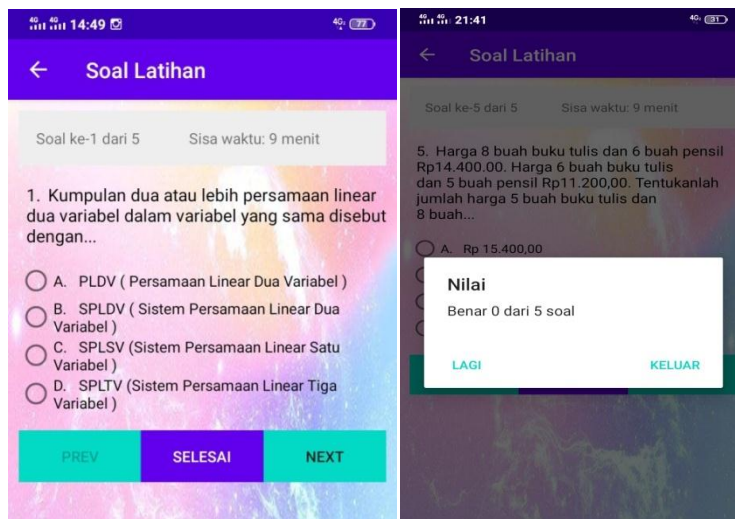 4G 4G 14:49 4G 77
Soal Latihan
Soal ke-1 dari 5 Sisa waktu: 9 menit
1. Kumpulan dua atau lebih persamaan linear
dua variabel dalam variabel yang sama disebut
dengan...
A. PLDV ( Persamaan Linear Dua Variabel )
B. SPLDV ( Sistem Persamaan Linear Dua
Variabel )
C. SPLSV (Sistem Persamaan Linear Satu
Variabel )
D. SPLTV (Sistem Persamaan Linear Tiga
Variabel )
PREV SELESAI NEXT
4G 4G 21:41 4G 31
Soal Latihan
Soal ke-5 dari 5 Sisa waktu: 9 menit
5. Harga 8 buah buku tulis dan 6 buah pensil
Rp14.400.00. Harga 6 buah buku tulis
dan 5 buah pensil Rp11.200,00. Tentukanlah
jumlah harga 5 buah buku tulis dan
8 buah...
A. Rp 15.400,00
Nilai
Benar 0 dari 5 soal
LAGI KELUAR